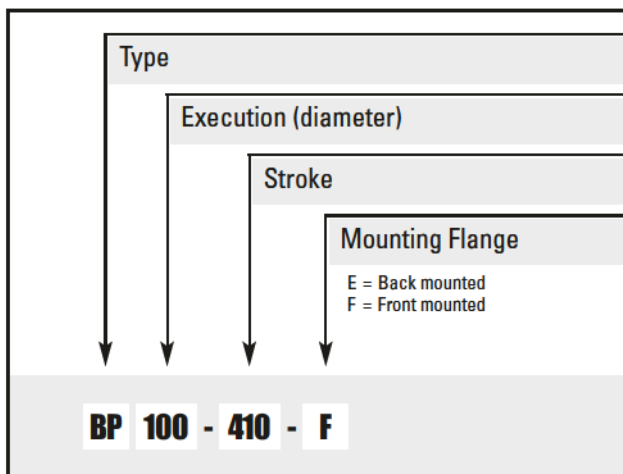 Type
Execution (diameter)
Stroke
Mounting Flange
E = Back mounted
F = Front mounted
BP 100 - 410 - F